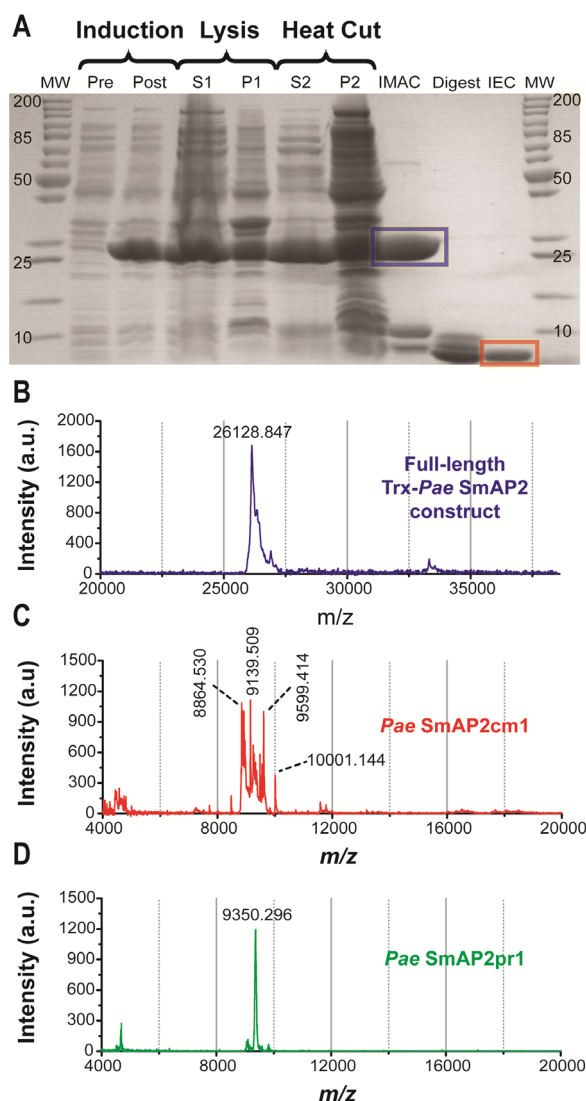 A
Induction Lysis Heat Cut
MW Pre Post S1 P1 S2 P2 IMAC Digest IEC MW
200 200
85 85
50 50
25 25
10 10
B
Intensity (a.u.)
2000
1600
1200
800
400
0
26128.847
Full-length
Trx-Pae SmAP2
construct
20000 25000 30000 35000
m/z
C
Intensity (a.u)
1500
1200
900
600
300
0
8864.530
9139.509
9599.414
10001.144
Pae SmAP2cm1
4000 8000 12000 16000 20000
m/z
D
Intensity (a.u.)
1500
1200
900
600
300
0
9350.296
Pae SmAP2pr1
4000 8000 12000 16000 20000
m/z